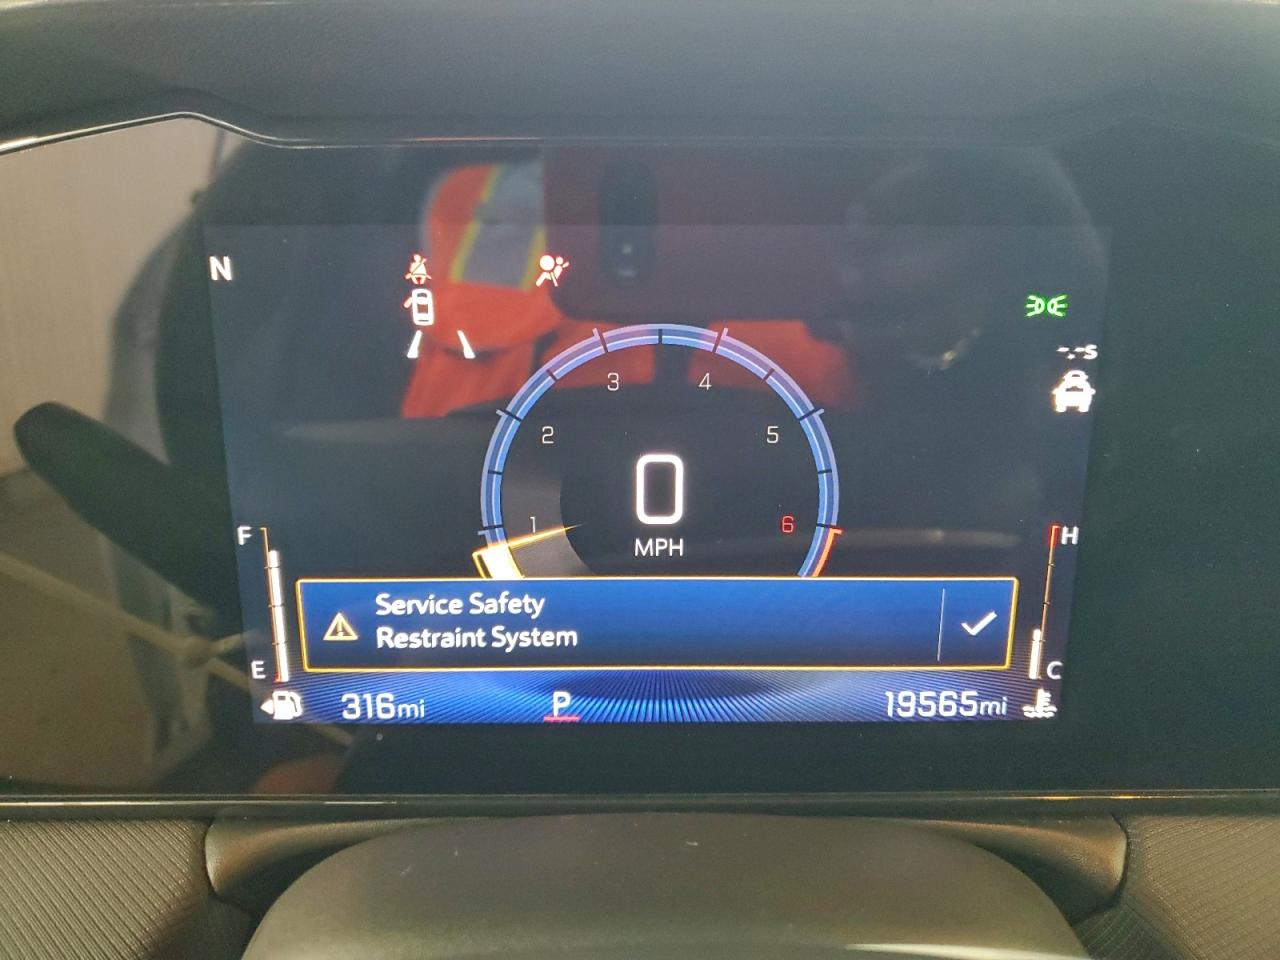 N
-.-s
3
4
2
5
1
6
0
MPH
F
H
Service Safety
Restraint System
E
C
316mi
P
19565mi